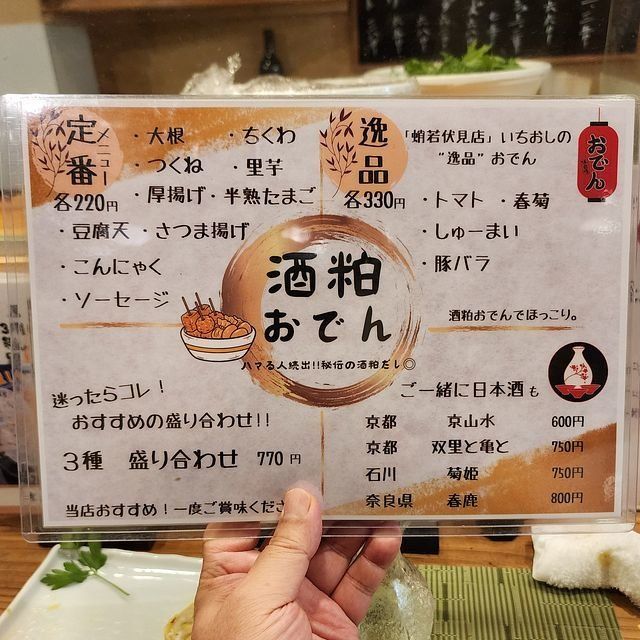 定番メニュー
各220円
・大根 ・ちくわ
・つくね ・里芋
・厚揚げ・半熟たまご
・豆腐天 ・さつま揚げ
・こんにゃく
・ソーセージ
逸品
各330円
「蛸若伏見店」いちおしの
"逸品" おでん
・トマト ・春菊
・しゅーまい
・豚バラ
おでん
酒粕おでんでほっこり。
酒粕
おでん
ハマる人続出!!秘伝の酒粕だし◎
迷ったらコレ!
おすすめの盛り合わせ!!
3種 盛り合わせ 770円
当店おすすめ!一度ご賞味くださ
ご一緒に日本酒も
京都 京山水 600円
京都 双里と亀と 750円
石川 菊姫 750円
奈良県 春鹿 800円